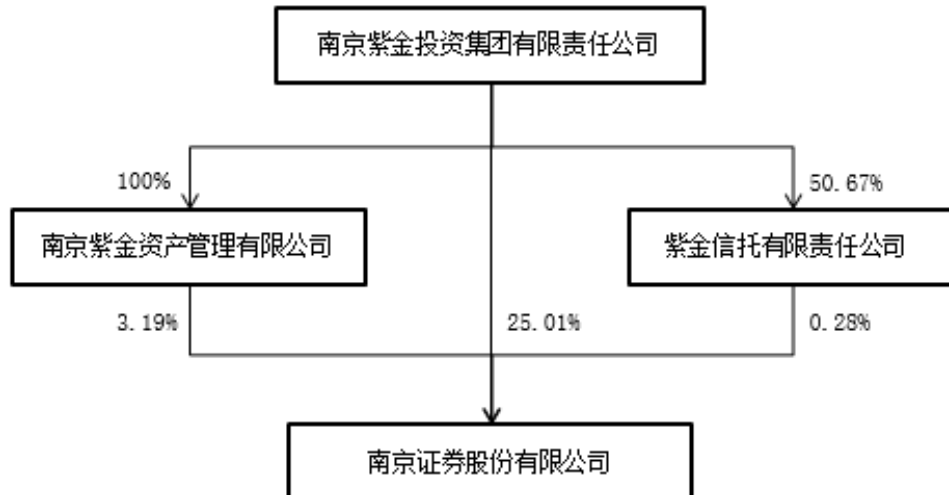 南京紫金投资集团有限责任公司
100%
50.67%
南京紫金资产管理有限公司
紫金信托有限责任公司
3.19%
25.01%
0.28%
南京证券股份有限公司